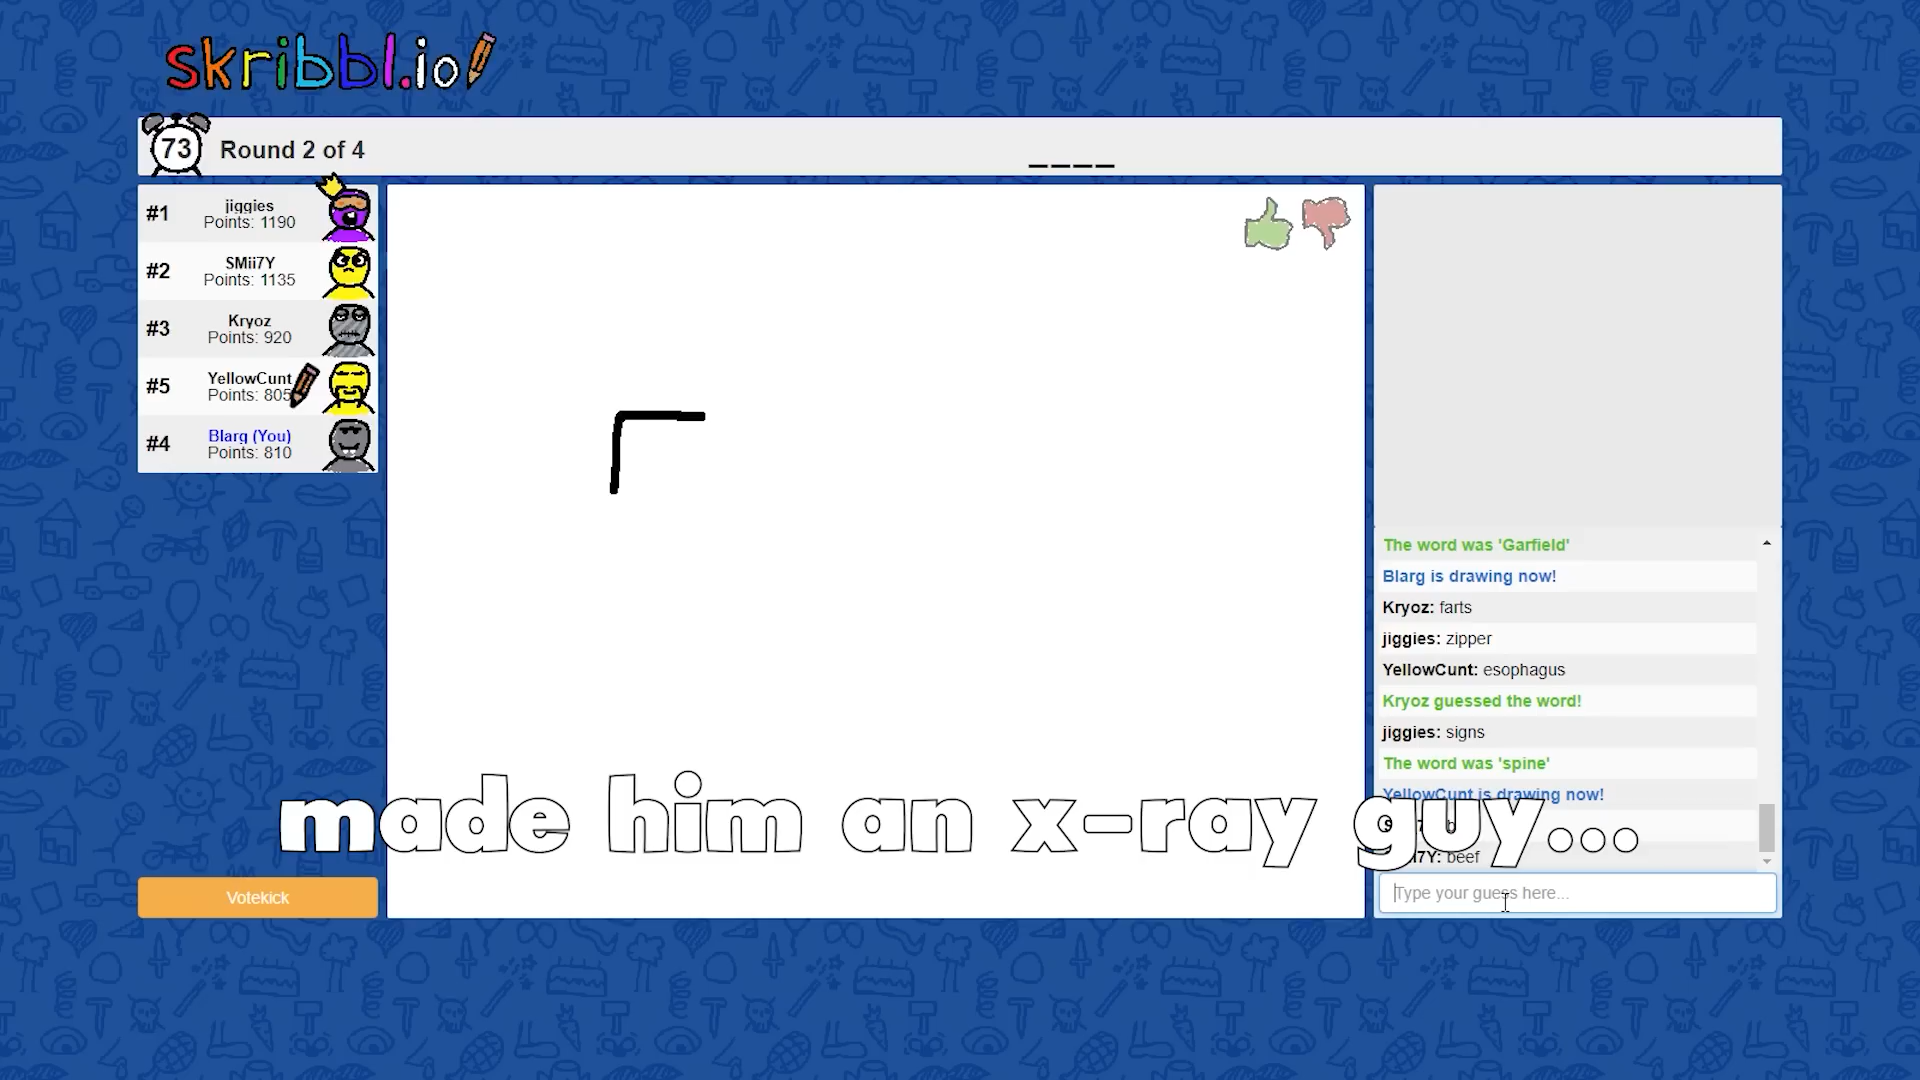 skribbl.io
73 Round 2 of 4
____
#1 jiggies
Points: 1190
#2 SMii7Y
Points: 1135
#3 Kryoz
Points: 920
#5 YellowCunt
Points: 805
#4 Blarg (You)
Points: 810
Votekick
The word was 'Garfield'
Blarg is drawing now!
Kryoz: farts
jiggies: zipper
YellowCunt: esophagus
Kryoz guessed the word!
jiggies: signs
The word was 'spine'
YellowCunt is drawing now!
beef
Type your guess here...
made him an x-ray guy...